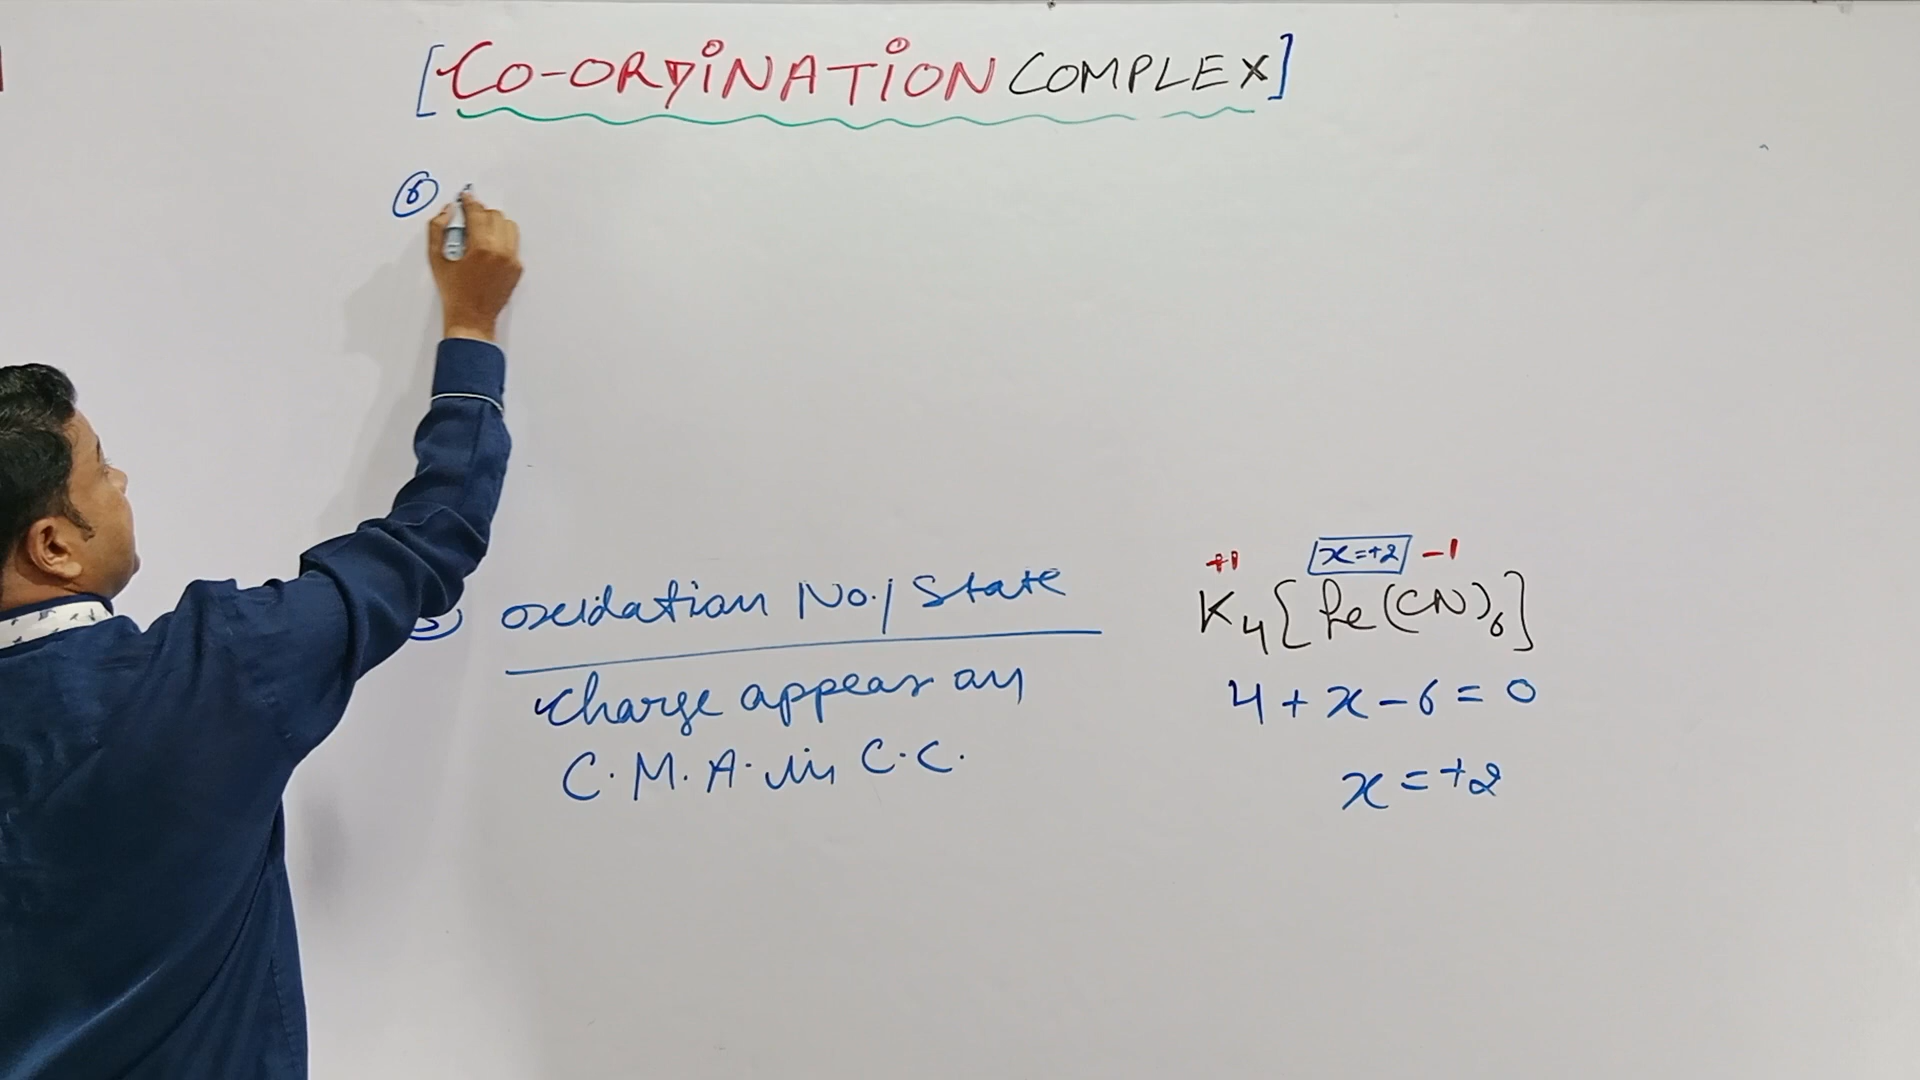 [CO-ORDINATION COMPLEX]
6
5) oxidation No./State
charge appear on
C.M.A. in C.C.
+1 x=+2 -1
K4[Fe(CN)6]
4+x-6=0
x=+2